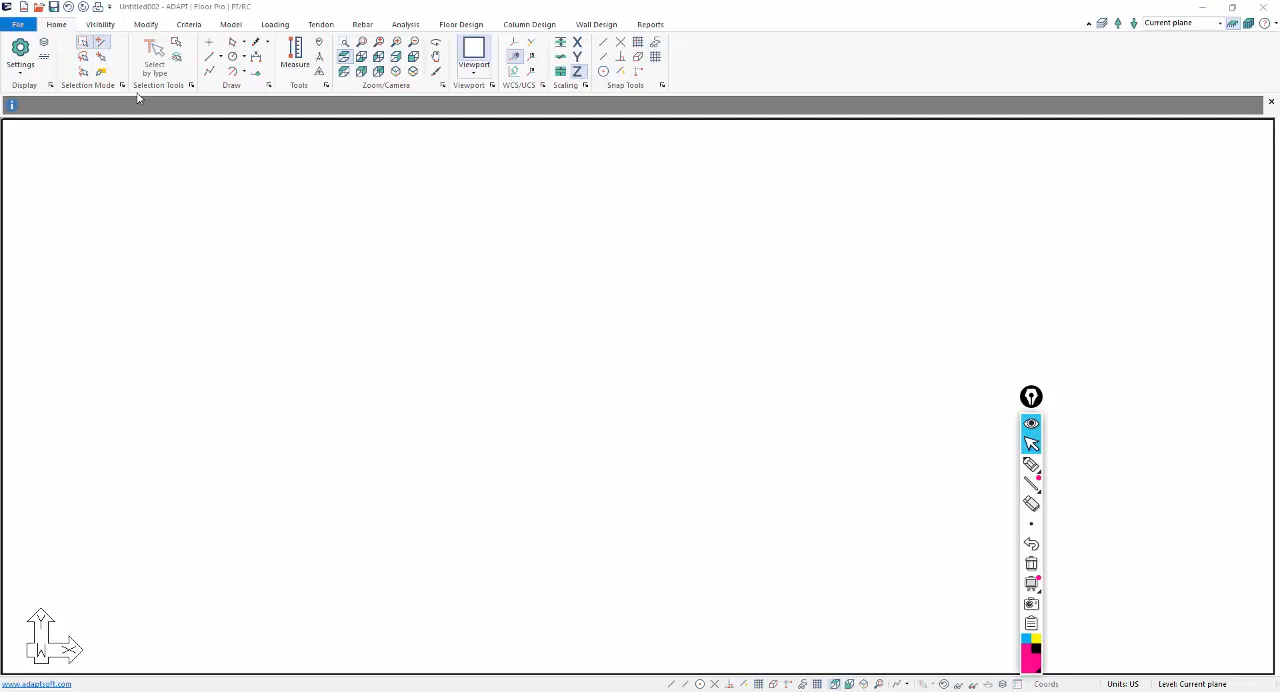 Untitled002 - ADAPT | Floor Pro | PT/RC
File Home Visibility Modify Criteria Model Loading Tendon Rebar Analysis Floor Design Column Design Wall Design Reports
Current plane
Settings
Select by Type
Measure
Viewport
X
Y
Z
Display Selection Mode Selection Tools Draw Tools Zoom/Camera Viewport WCS/UCS Scaling Snap Tools
Y
W X
www.adaptsoft.com Coords Units: US Level: Current plane